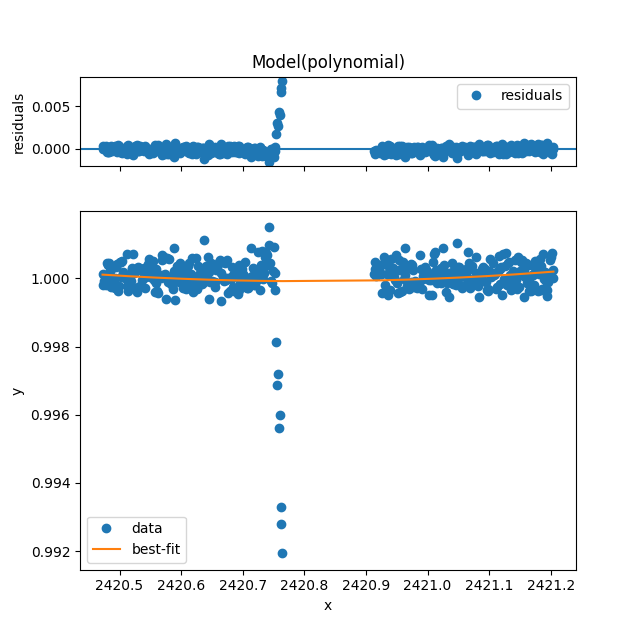 Model(polynomial)
residuals
0.005
0.000
residuals
y
1.000
0.998
0.996
0.994
0.992
data
best-fit
2420.5 2420.6 2420.7 2420.8 2420.9 2421.0 2421.1 2421.2
x